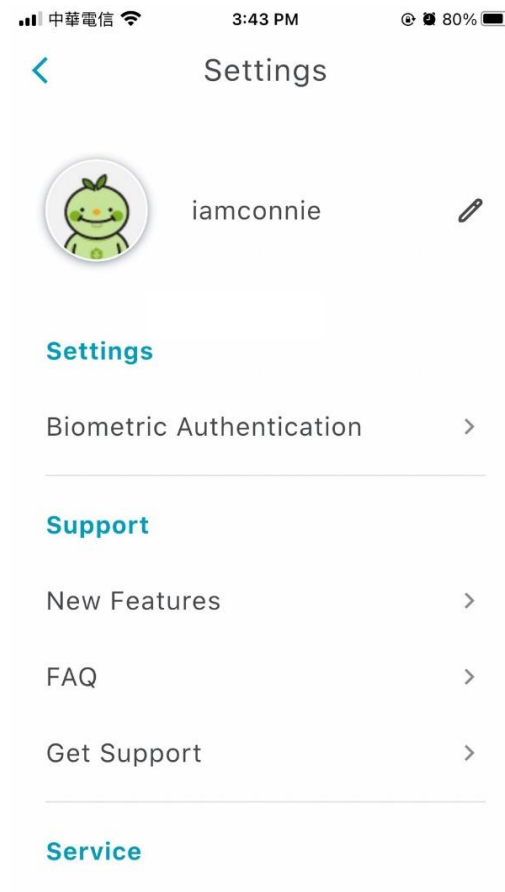 中華電信 3:43 PM 80%
Settings
iamconnie
Settings
Biometric Authentication
Support
New Features
FAQ
Get Support
Service